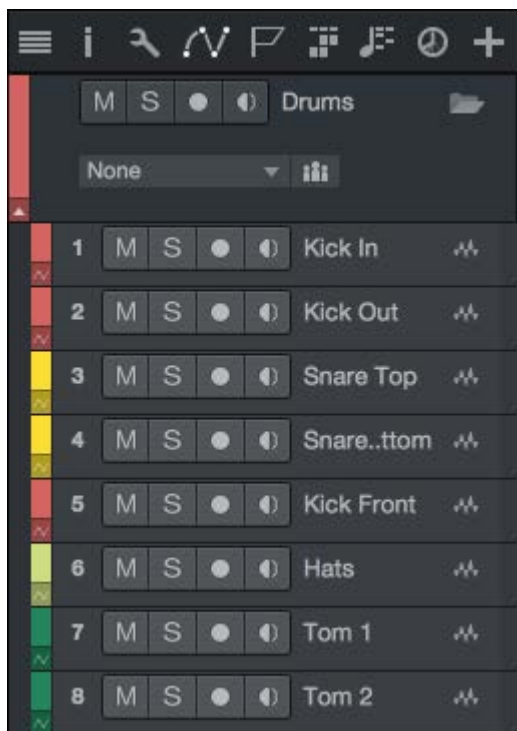 i
M S Drums
None
1 M S Kick In
2 M S Kick Out
3 M S Snare Top
4 M S Snare..ttom
5 M S Kick Front
6 M S Hats
7 M S Tom 1
8 M S Tom 2